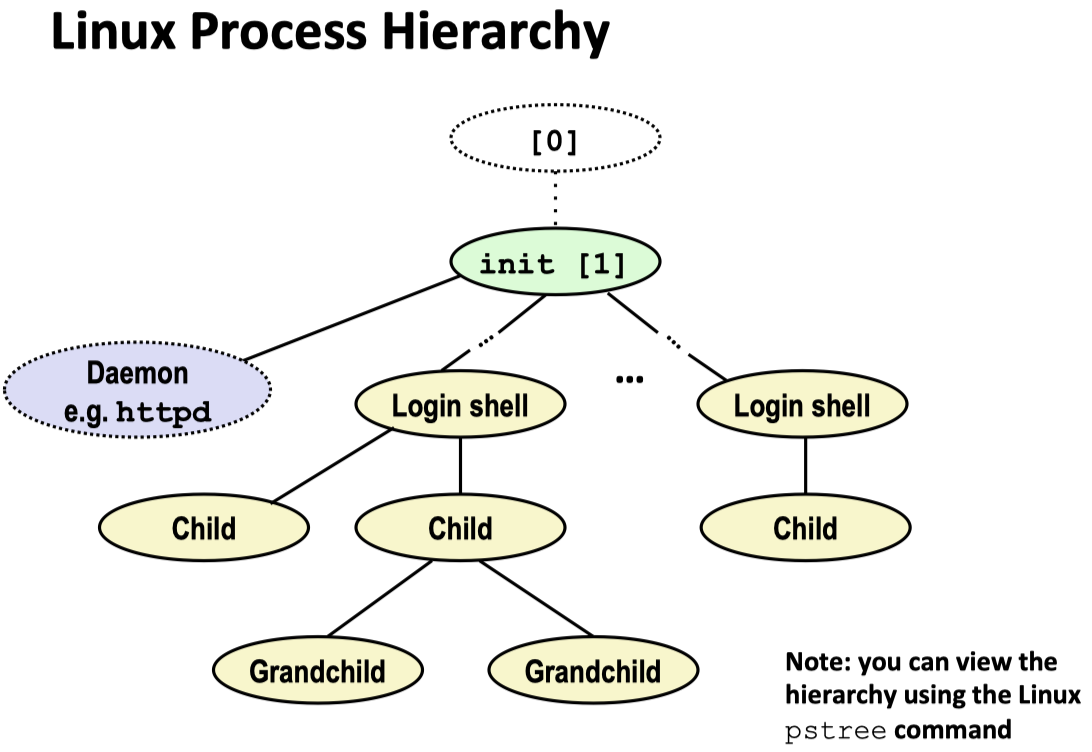 Linux Process Hierarchy
[0]
init [1]
Daemon
e.g. httpd
...
...
...
Login shell
Login shell
Child
Child
Child
Grandchild
Grandchild
Note: you can view the
hierarchy using the Linux
pstree command